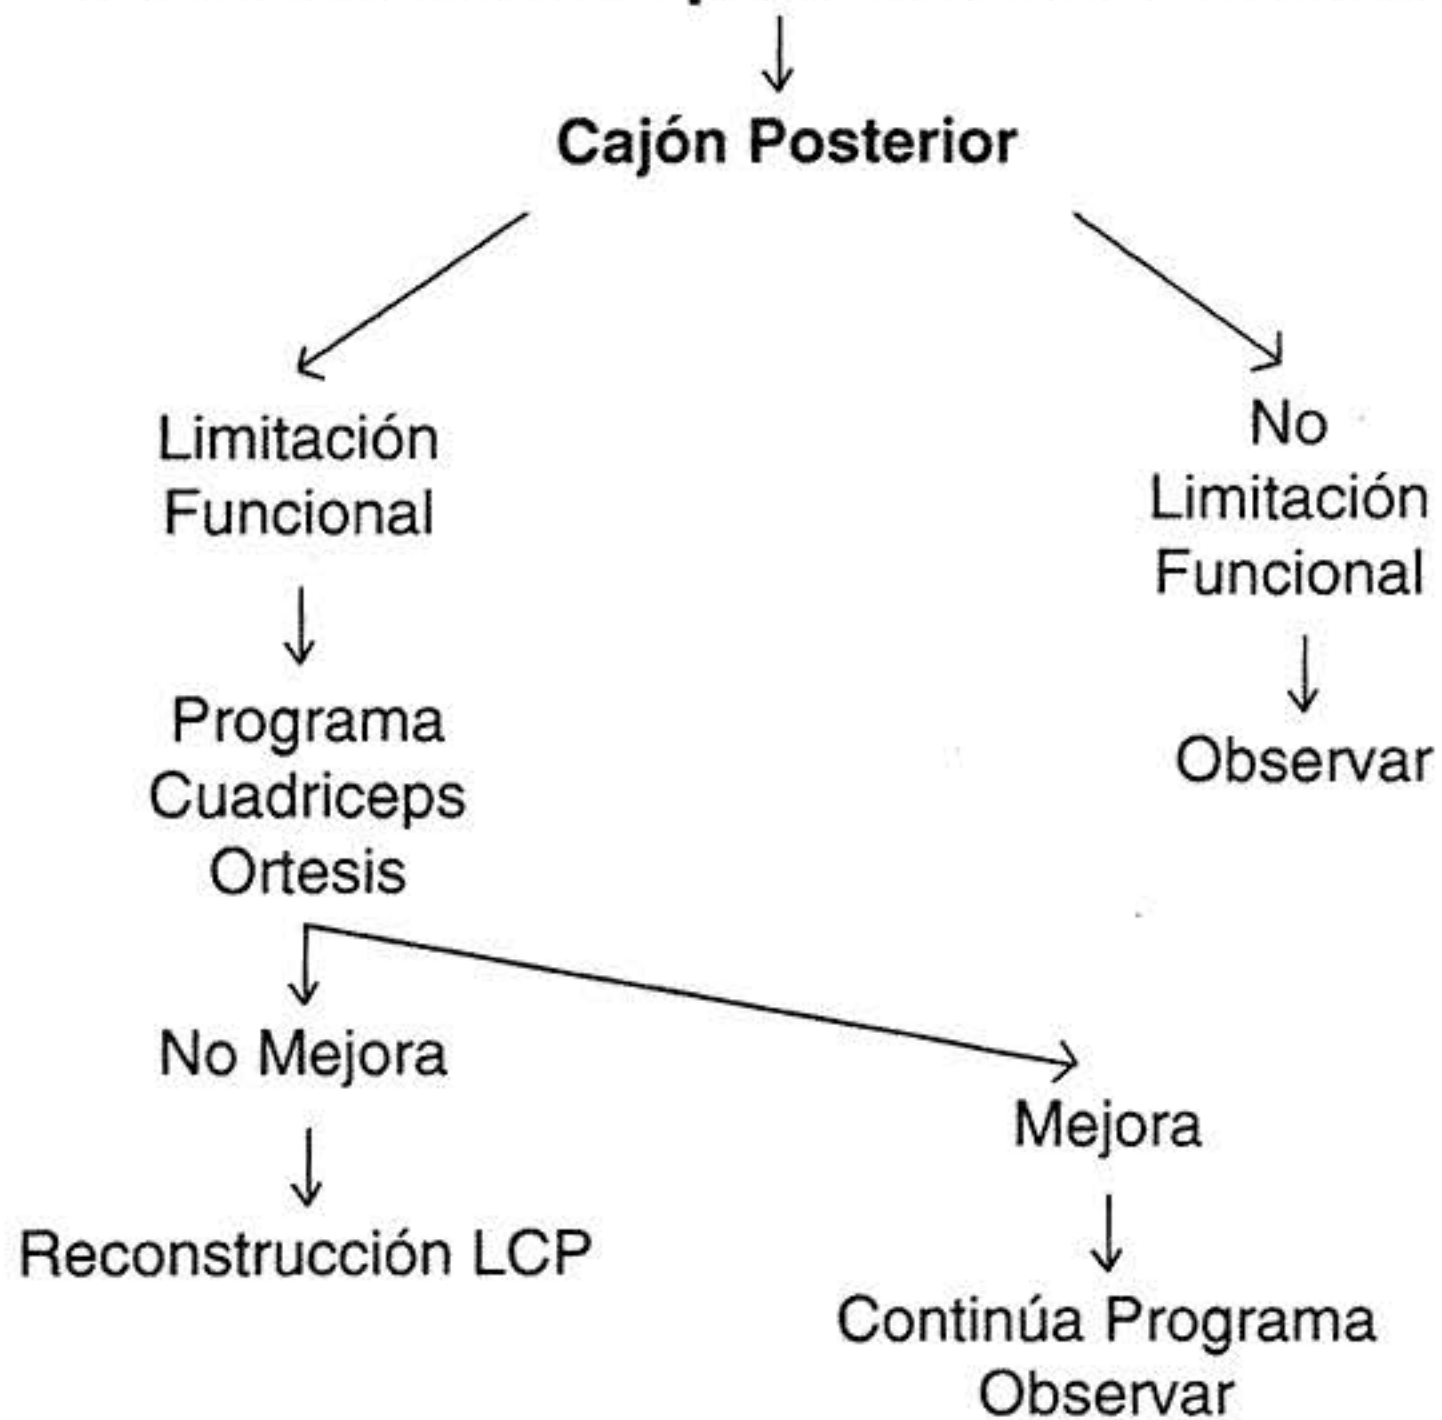 Cajón Posterior
Limitación
Funcional
No
Limitación
Funcional
Programa
Cuadriceps
Ortesis
Observar
No Mejora
Mejora
Reconstrucción LCP
Continúa Programa
Observar